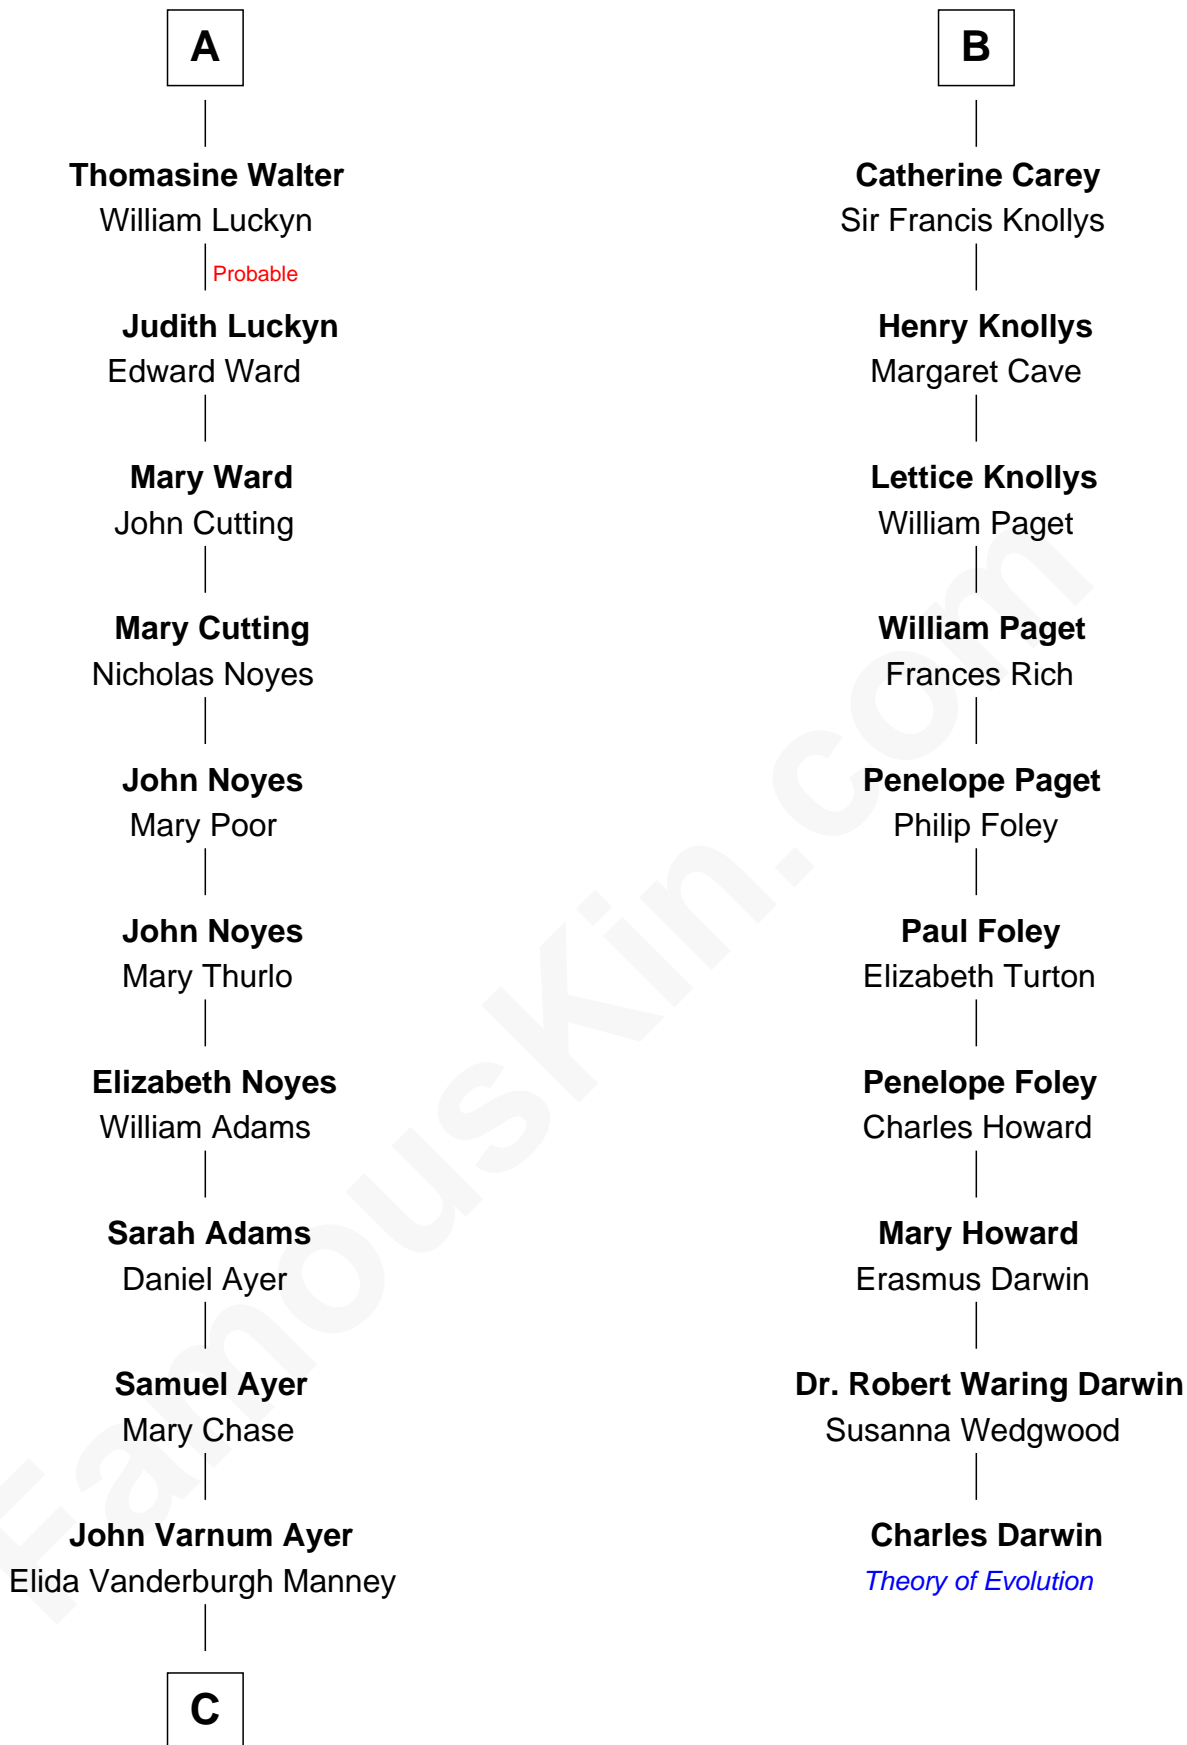 A
Thomasine Walter
William Luckyn
Probable
Judith Luckyn
Edward Ward
Mary Ward
John Cutting
Mary Cutting
Nicholas Noyes
John Noyes
Mary Poor
John Noyes
Mary Thurlo
Elizabeth Noyes
William Adams
Sarah Adams
Daniel Ayer
Samuel Ayer
Mary Chase
John Varnum Ayer
Elida Vanderburgh Manney
C
B
Catherine Carey
Sir Francis Knollys
Henry Knollys
Margaret Cave
Lettice Knollys
William Paget
William Paget
Frances Rich
Penelope Paget
Philip Foley
Paul Foley
Elizabeth Turton
Penelope Foley
Charles Howard
Mary Howard
Erasmus Darwin
Dr. Robert Waring Darwin
Susanna Wedgwood
Charles Darwin
Theory of Evolution
FamousKin.com